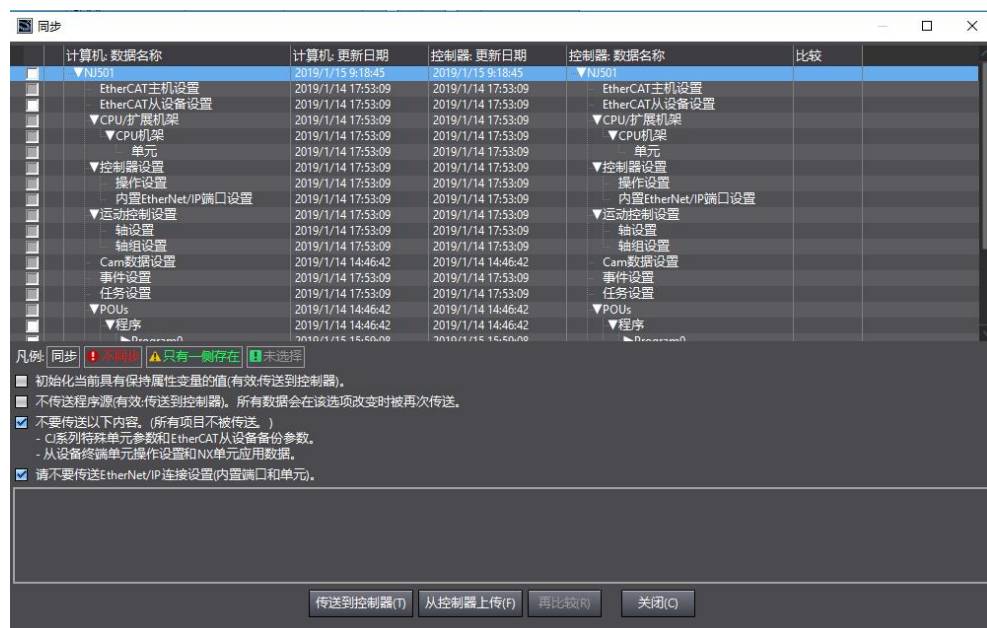 同步
计算机: 数据名称 计算机: 更新日期 控制器: 更新日期 控制器: 数据名称 比较
▼NJ501 2019/1/15 9:18:45 2019/1/15 9:18:45 ▼NJ501
EtherCAT主机设置 2019/1/14 17:53:09 2019/1/14 17:53:09 EtherCAT主机设置
EtherCAT从设备设置 2019/1/14 17:53:09 2019/1/14 17:53:09 EtherCAT从设备设置
▼CPU/扩展机架 2019/1/14 17:53:09 2019/1/14 17:53:09 ▼CPU/扩展机架
▼CPU机架 2019/1/14 17:53:09 2019/1/14 17:53:09 ▼CPU机架
单元 2019/1/14 17:53:09 2019/1/14 17:53:09 单元
▼控制器设置 2019/1/14 17:53:09 2019/1/14 17:53:09 ▼控制器设置
操作设置 2019/1/14 17:53:09 2019/1/14 17:53:09 操作设置
内置EtherNet/IP端口设置 2019/1/14 17:53:09 2019/1/14 17:53:09 内置EtherNet/IP端口设置
▼运动控制设置 2019/1/14 17:53:09 2019/1/14 17:53:09 ▼运动控制设置
轴设置 2019/1/14 17:53:09 2019/1/14 17:53:09 轴设置
轴组设置 2019/1/14 17:53:09 2019/1/14 17:53:09 轴组设置
Cam数据设置 2019/1/14 14:46:42 2019/1/14 14:46:42 Cam数据设置
事件设置 2019/1/14 17:53:09 2019/1/14 17:53:09 事件设置
任务设置 2019/1/14 17:53:09 2019/1/14 17:53:09 任务设置
▼POUs 2019/1/14 14:46:42 2019/1/14 14:46:42 ▼POUs
▼程序 2019/1/14 14:46:42 2019/1/14 14:46:42 ▼程序
▶Program0 2019/1/15 15:59:08 2019/1/15 15:59:08 ▶Program0
凡例: 同步 不同步 只有一侧存在 未选择
初始化当前具有保持属性变量的值(有效:传送到控制器)。
不传送程序源(有效:传送到控制器)。所有数据会在该选项改变时被再次传送。
不要传送以下内容。(所有项目不被传送。)
- CJ系列特殊单元参数和EtherCAT从设备备份参数。
- 从设备终端单元操作设置和NX单元应用数据。
请不要传送EtherNet/IP连接设置(内置端口和单元)。
传送到控制器(T) 从控制器上传(F) 再比较(R) 关闭(C)